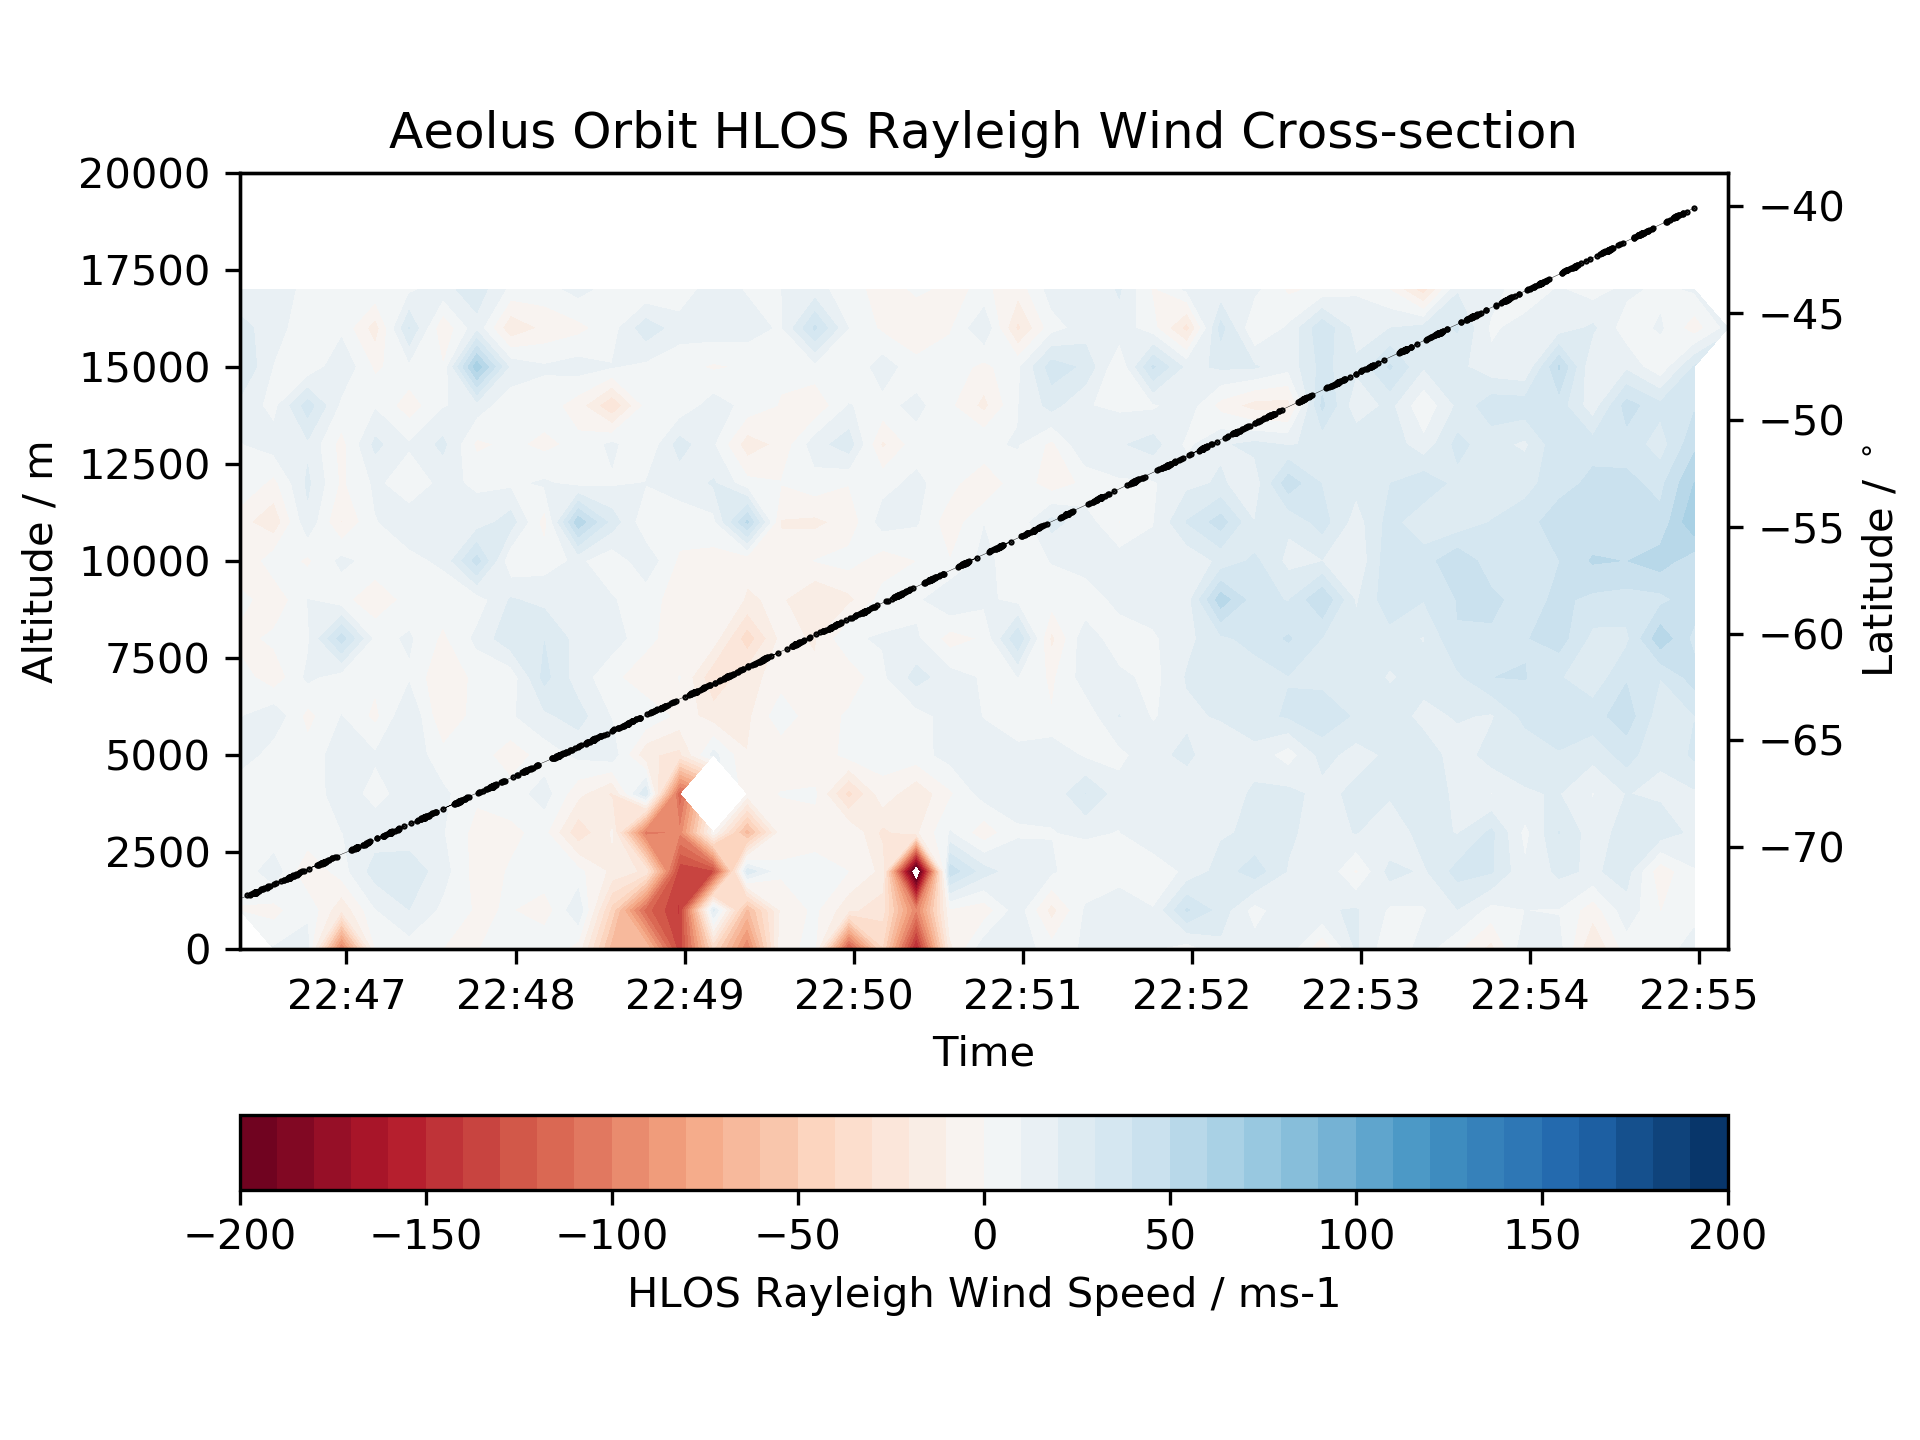 Aeolus Orbit HLOS Rayleigh Wind Cross-section
20000
17500
15000
12500
10000
7500
5000
2500
0
Altitude / m
−40
−45
−50
−55
−60
−65
−70
Latitude / °
22:47 22:48 22:49 22:50 22:51 22:52 22:53 22:54 22:55
Time
−200 −150 −100 −50 0 50 100 150 200
HLOS Rayleigh Wind Speed / ms-1